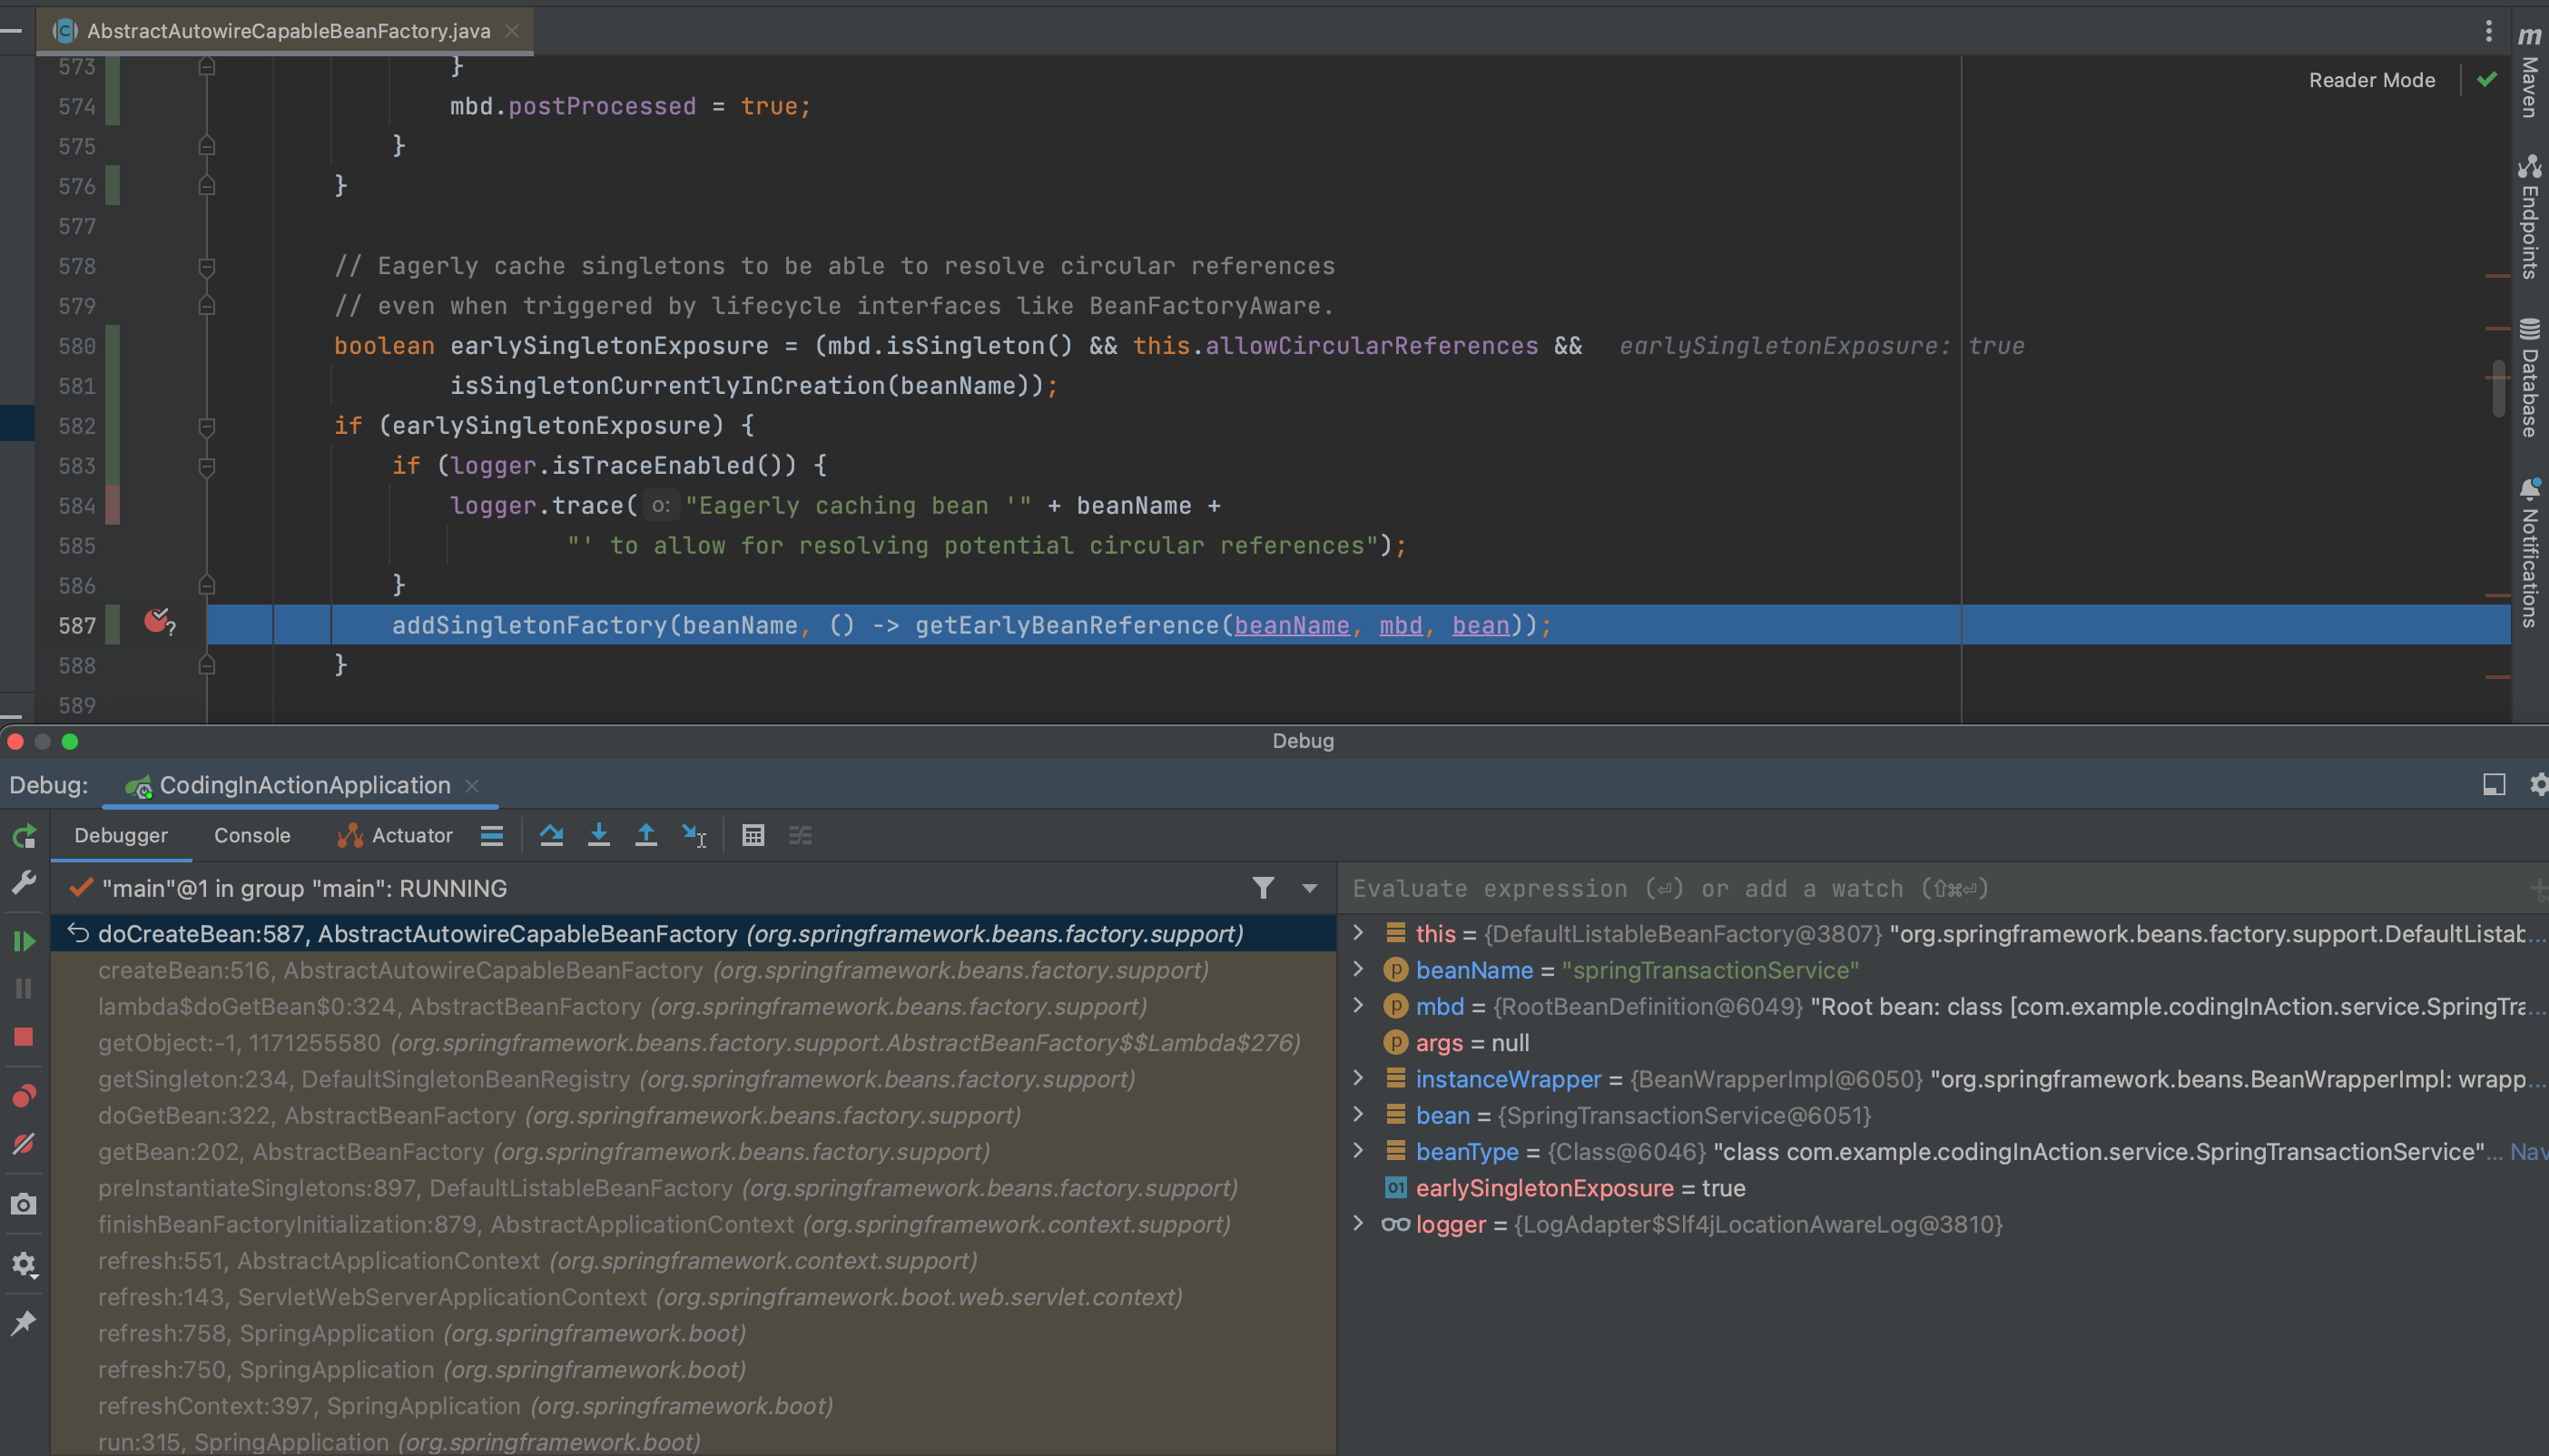 AbstractAutowireCapableBeanFactory.java
Reader Mode
573 }
574 mbd.postProcessed = true;
575 }
576 }
577
578 // Eagerly cache singletons to be able to resolve circular references
579 // even when triggered by lifecycle interfaces like BeanFactoryAware.
580 boolean earlySingletonExposure = (mbd.isSingleton() && this.allowCircularReferences && earlySingletonExposure: true
581 isSingletonCurrentlyInCreation(beanName));
582 if (earlySingletonExposure) {
583 if (logger.isTraceEnabled()) {
584 logger.trace( o: "Eagerly caching bean '" + beanName +
585 "' to allow for resolving potential circular references");
586 }
587 addSingletonFactory(beanName, () -> getEarlyBeanReference(beanName, mbd, bean));
588 }
589
m Maven
Endpoints
Database
Notifications
Debug
Debug: CodingInActionApplication
Debugger Console Actuator
"main"@1 in group "main": RUNNING
doCreateBean:587, AbstractAutowireCapableBeanFactory (org.springframework.beans.factory.support)
createBean:516, AbstractAutowireCapableBeanFactory (org.springframework.beans.factory.support)
lambda$doGetBean$0:324, AbstractBeanFactory (org.springframework.beans.factory.support)
getObject:-1, 1171255580 (org.springframework.beans.factory.support.AbstractBeanFactory$$Lambda$276)
getSingleton:234, DefaultSingletonBeanRegistry (org.springframework.beans.factory.support)
doGetBean:322, AbstractBeanFactory (org.springframework.beans.factory.support)
getBean:202, AbstractBeanFactory (org.springframework.beans.factory.support)
preInstantiateSingletons:897, DefaultListableBeanFactory (org.springframework.beans.factory.support)
finishBeanFactoryInitialization:879, AbstractApplicationContext (org.springframework.context.support)
refresh:551, AbstractApplicationContext (org.springframework.context.support)
refresh:143, ServletWebServerApplicationContext (org.springframework.boot.web.servlet.context)
refresh:758, SpringApplication (org.springframework.boot)
refresh:750, SpringApplication (org.springframework.boot)
refreshContext:397, SpringApplication (org.springframework.boot)
run:315, SpringApplication (org.springframework.boot)
Evaluate expression (⏎) or add a watch (⇧⌘⏎)
this = {DefaultListableBeanFactory@3807} "org.springframework.beans.factory.support.DefaultListab...
beanName = "springTransactionService"
mbd = {RootBeanDefinition@6049} "Root bean: class [com.example.codingInAction.service.SpringTra...
args = null
instanceWrapper = {BeanWrapperImpl@6050} "org.springframework.beans.BeanWrapperImpl: wrapp...
bean = {SpringTransactionService@6051}
beanType = {Class@6046} "class com.example.codingInAction.service.SpringTransactionService"... Nav
earlySingletonExposure = true
logger = {LogAdapter$Slf4jLocationAwareLog@3810}